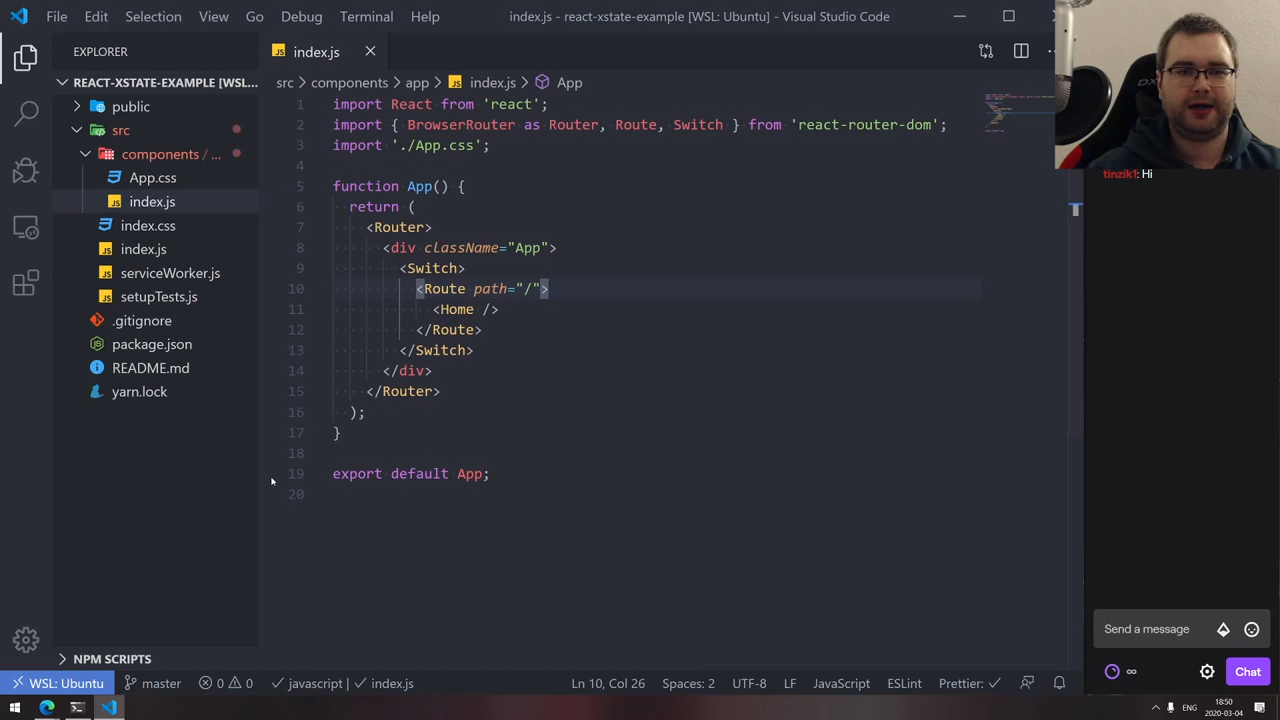 File Edit Selection View Go Debug Terminal Help
index.js - react-xstate-example [WSL: Ubuntu] - Visual Studio Code
EXPLORER
REACT-XSTATE-EXAMPLE [WSL...
public
src
components / ...
App.css
index.js
index.css
index.js
serviceWorker.js
setupTests.js
.gitignore
package.json
README.md
yarn.lock
NPM SCRIPTS
index.js
src > components > app > index.js > App
1 import React from 'react';
2 import { BrowserRouter as Router, Route, Switch } from 'react-router-dom';
3 import './App.css';
4
5 function App() {
6 return (
7 <Router>
8 <div className="App">
9 <Switch>
10 <Route path="/">
11 <Home />
12 </Route>
13 </Switch>
14 </div>
15 </Router>
16 );
17 }
18
19 export default App;
20
tinzik1: Hi
Send a message
Chat
WSL: Ubuntu master 0 0 javascript | index.js Ln 10, Col 26 Spaces: 2 UTF-8 LF JavaScript ESLint Prettier:
ENG
18:50
2020-03-04